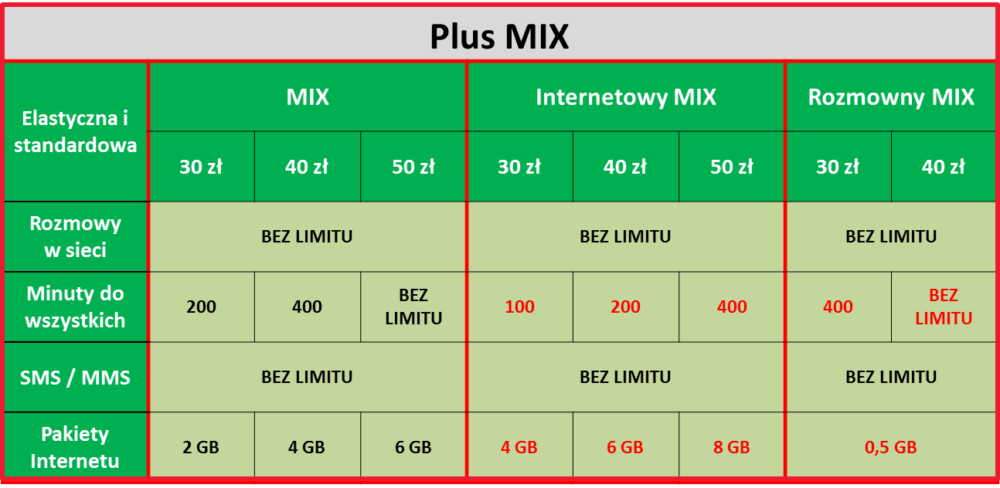 Plus MIX
Elastyczna i
standardowa
MIX
Internetowy MIX
Rozmowny MIX
30 zł
40 zł
50 zł
30 zł
40 zł
50 zł
30 zł
40 zł
Rozmowy
w sieci
BEZ LIMITU
BEZ LIMITU
BEZ LIMITU
Minuty do
wszystkich
200
400
BEZ
LIMITU
100
200
400
400
BEZ
LIMITU
SMS / MMS
BEZ LIMITU
BEZ LIMITU
BEZ LIMITU
Pakiety
Internetu
2 GB
4 GB
6 GB
4 GB
6 GB
8 GB
0,5 GB